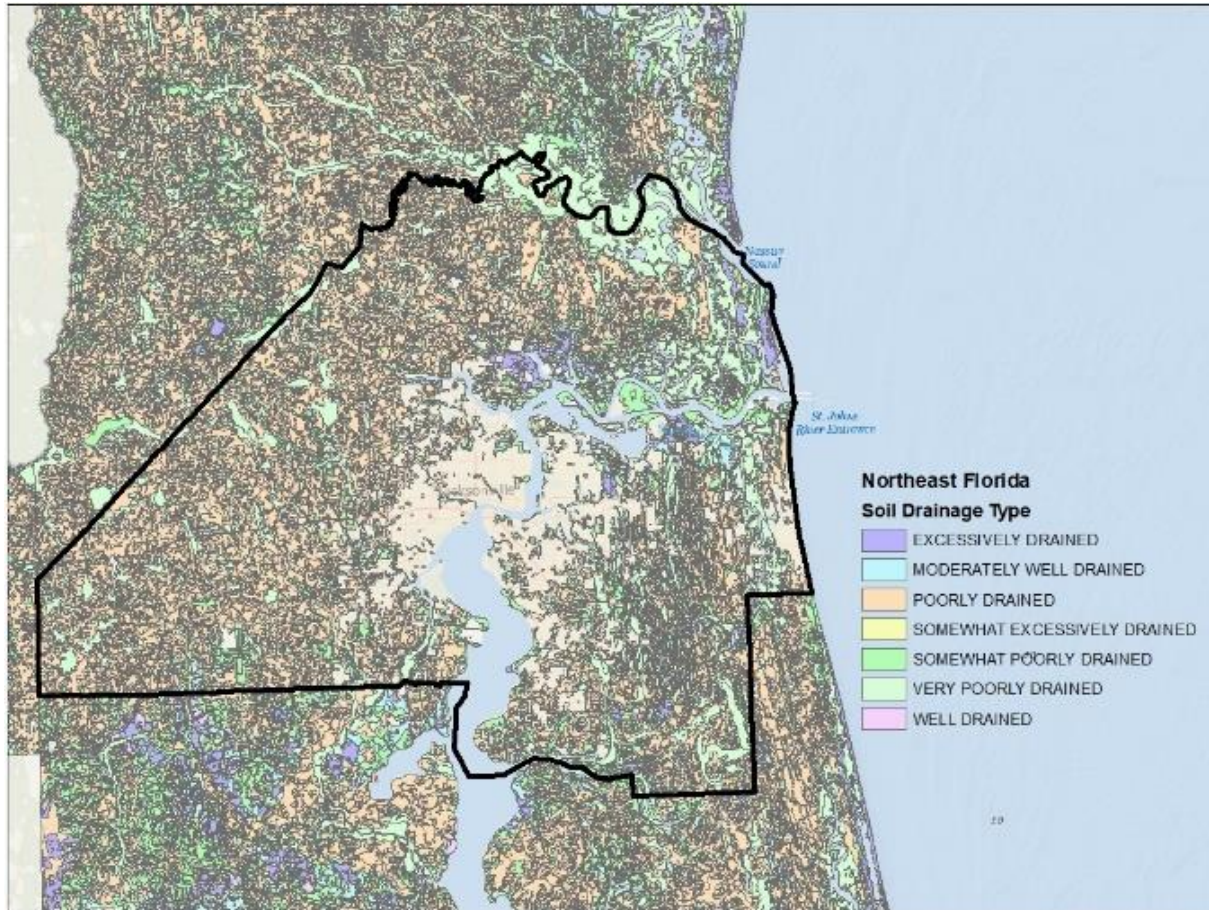 Nassau
Sound
St. Johns
River Entrance
Jacksonville
Northeast Florida
Soil Drainage Type
EXCESSIVELY DRAINED
MODERATELY WELL DRAINED
POORLY DRAINED
SOMEWHAT EXCESSIVELY DRAINED
SOMEWHAT POORLY DRAINED
VERY POORLY DRAINED
WELL DRAINED